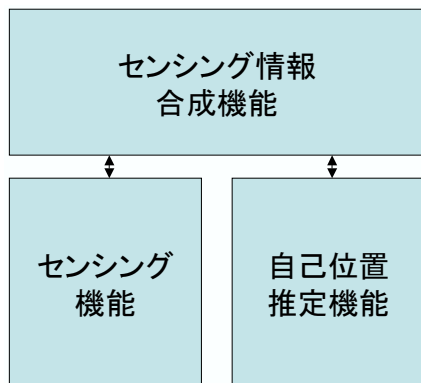 センシング情報
合成機能
センシング
機能
自己位置
推定機能